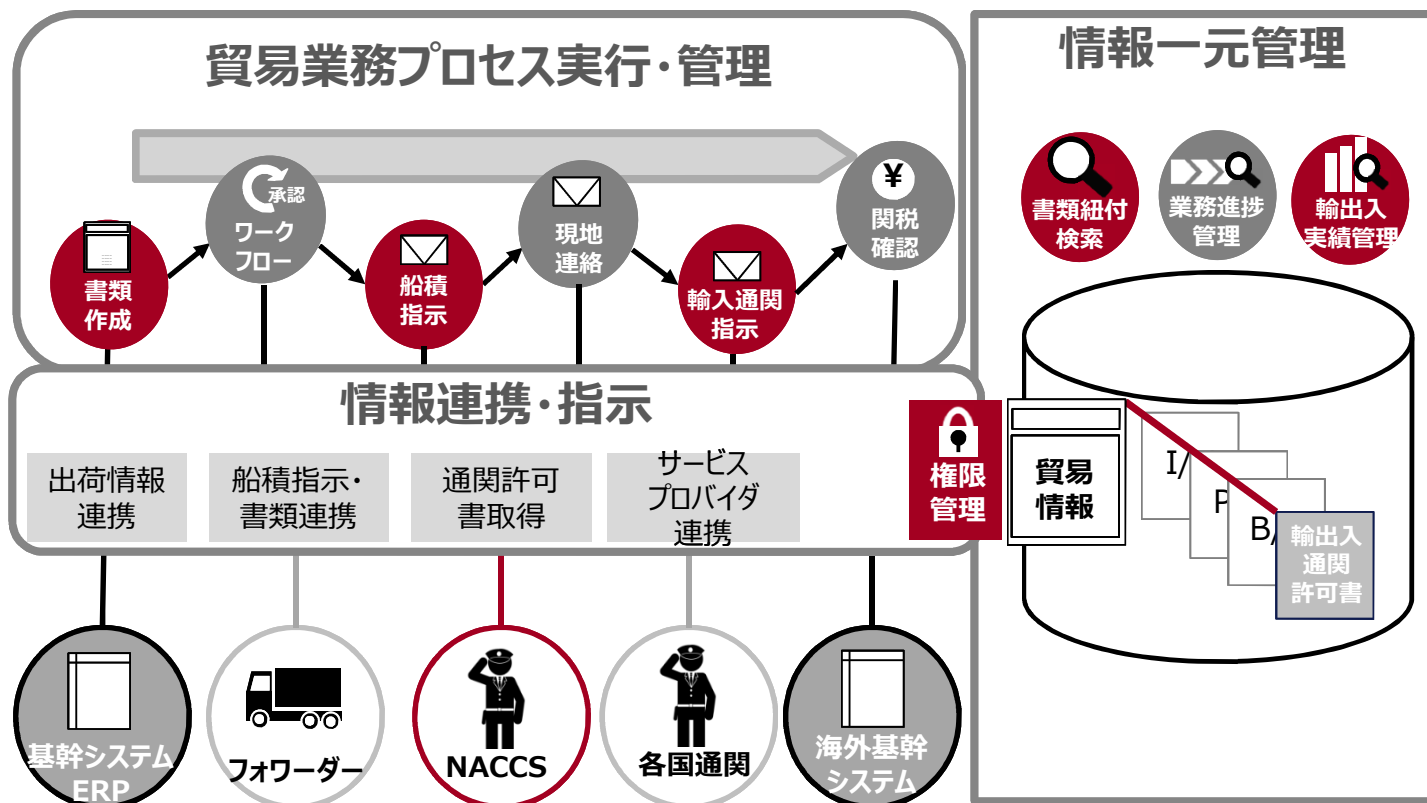 貿易業務プロセス実行・管理
承認
ワーク
フロー
現地
連絡
¥
関税
確認
書類
作成
船積
指示
輸入通関
指示
情報連携・指示
出荷情報
連携
船積指示・
書類連携
通関許可
書取得
サービス
プロバイダ
連携
権限
管理
基幹システム
ERP
フォワーダー
NACCS
各国通関
海外基幹
システム
情報一元管理
書類紐付
検索
業務進捗
管理
輸出入
実績管理
貿易
情報
I/
P
B/
輸出入
通関
許可書